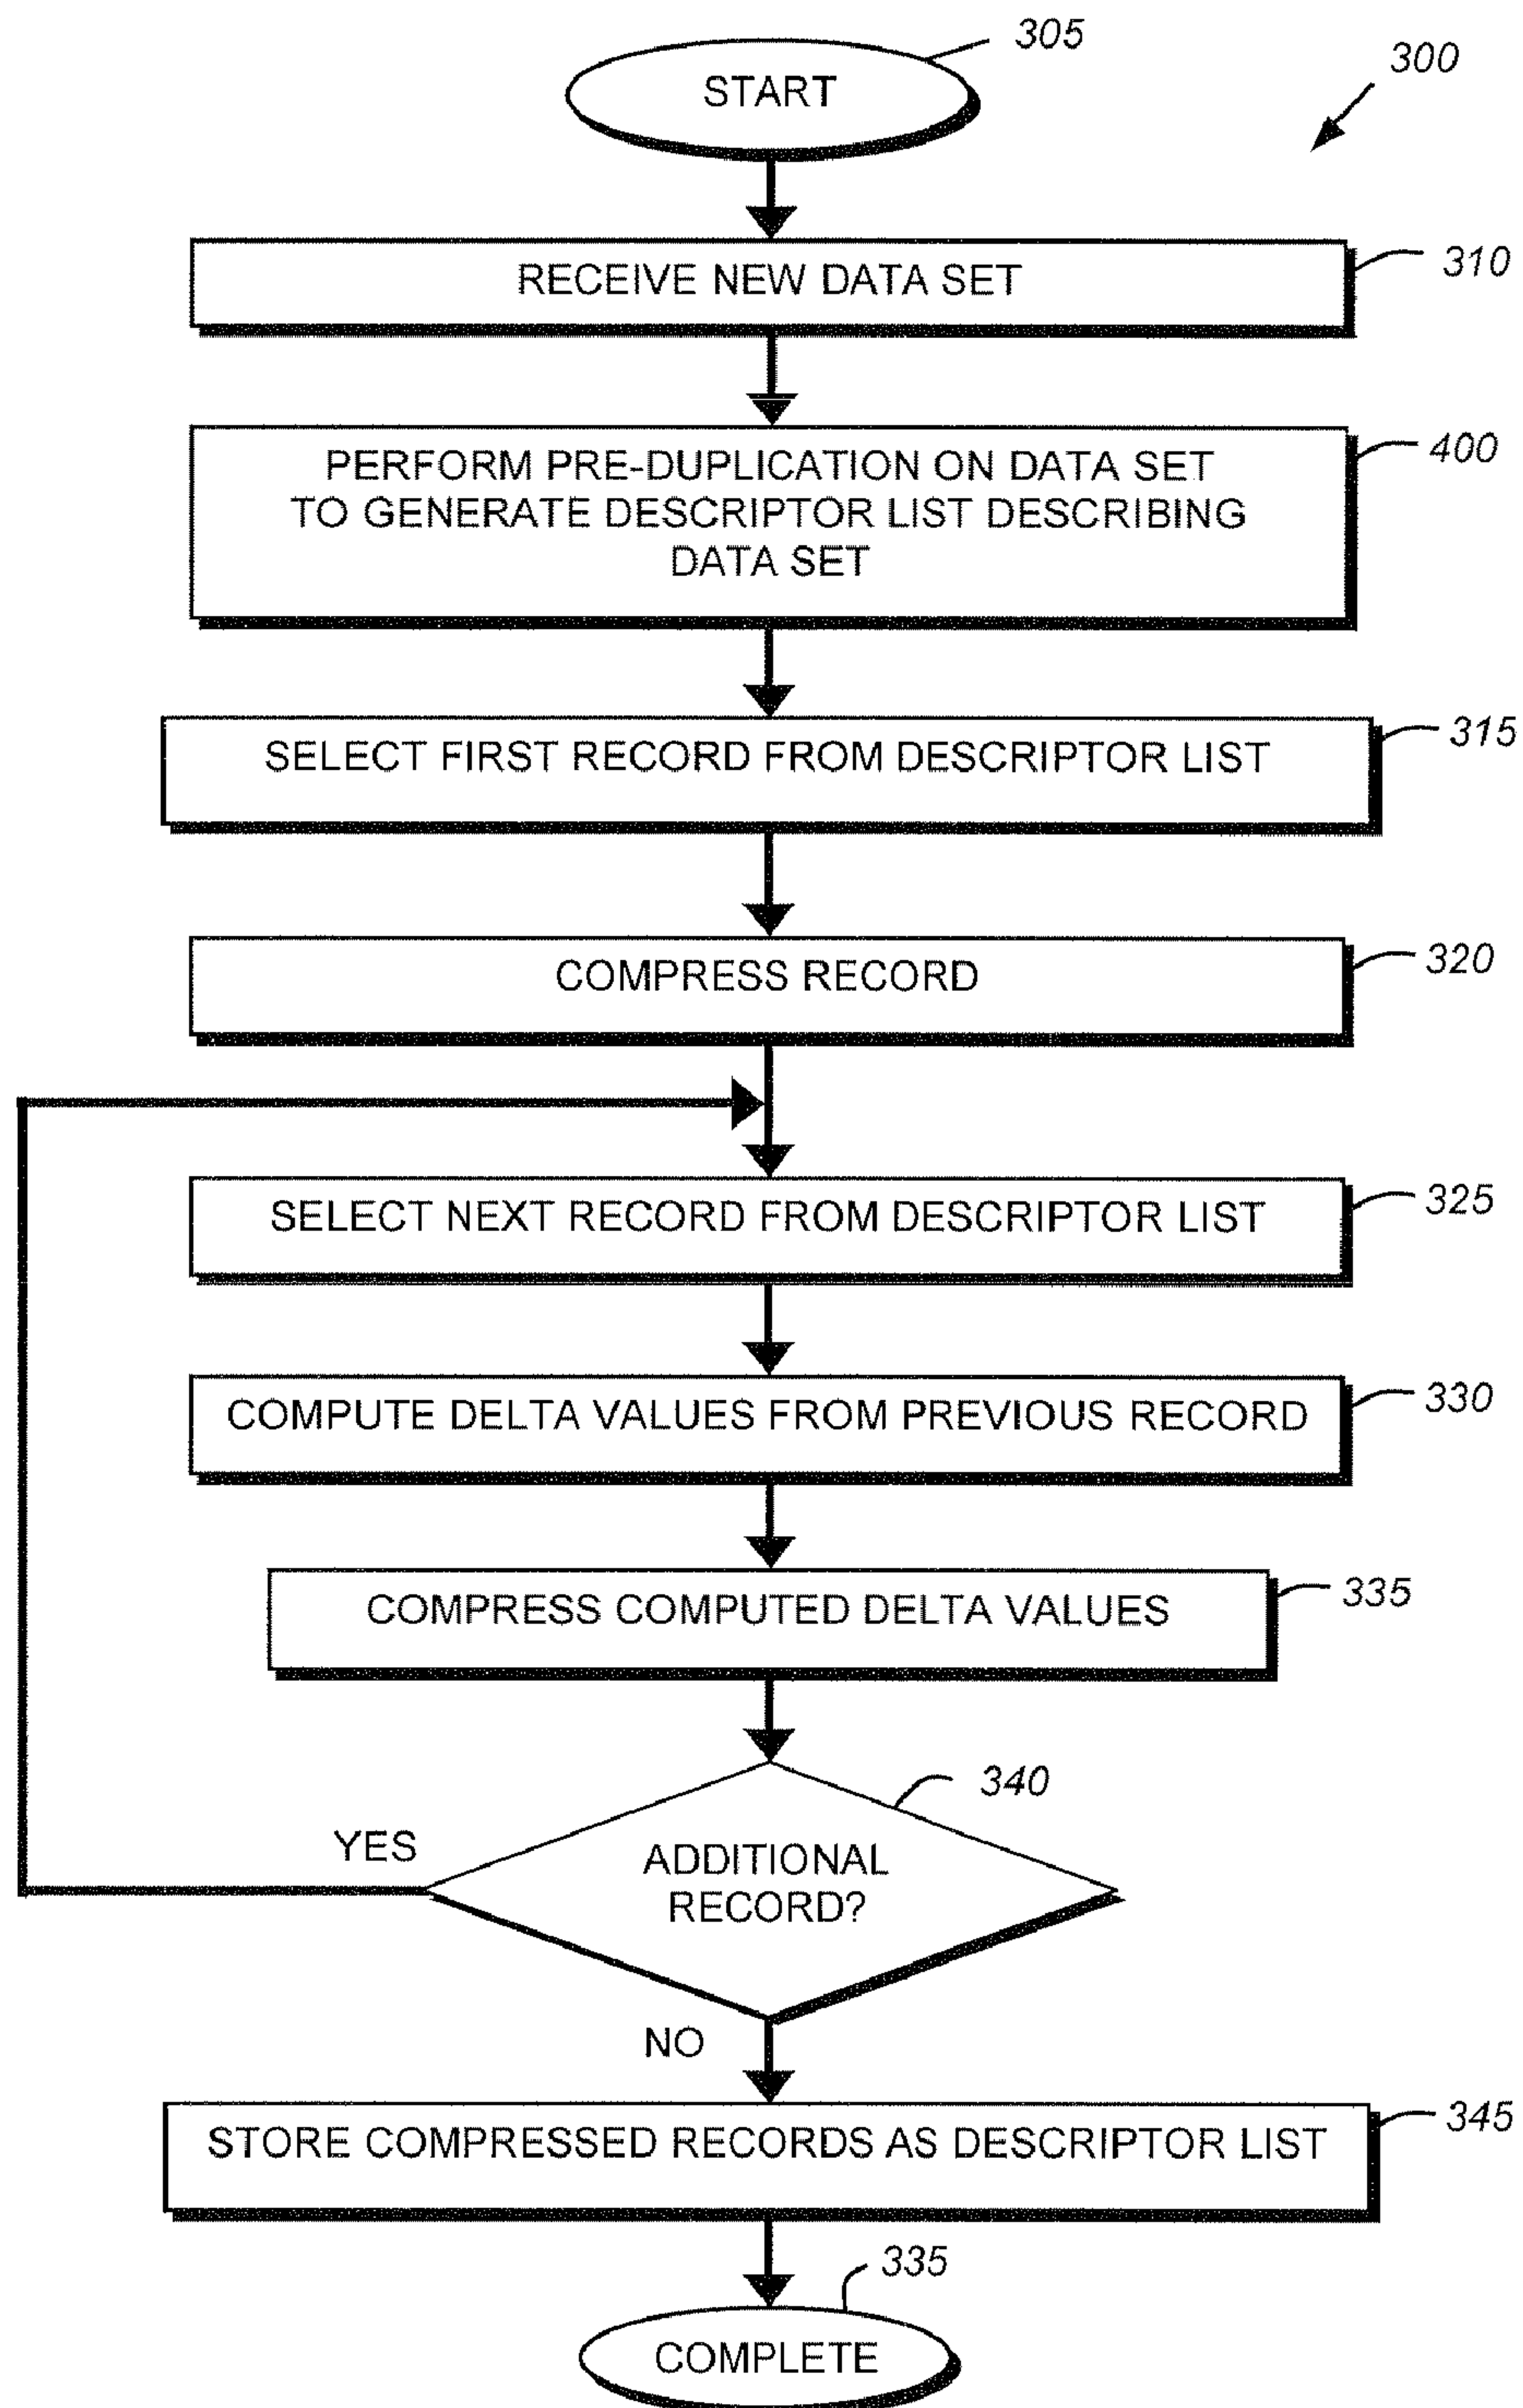 305
START
300
RECEIVE NEW DATA SET
310
PERFORM PRE-DUPLICATION ON DATA SET
TO GENERATE DESCRIPTOR LIST DESCRIBING
DATA SET
400
SELECT FIRST RECORD FROM DESCRIPTOR LIST
315
COMPRESS RECORD
320
SELECT NEXT RECORD FROM DESCRIPTOR LIST
325
COMPUTE DELTA VALUES FROM PREVIOUS RECORD
330
COMPRESS COMPUTED DELTA VALUES
335
340
YES
ADDITIONAL
RECORD?
NO
STORE COMPRESSED RECORDS AS DESCRIPTOR LIST
345
335
COMPLETE